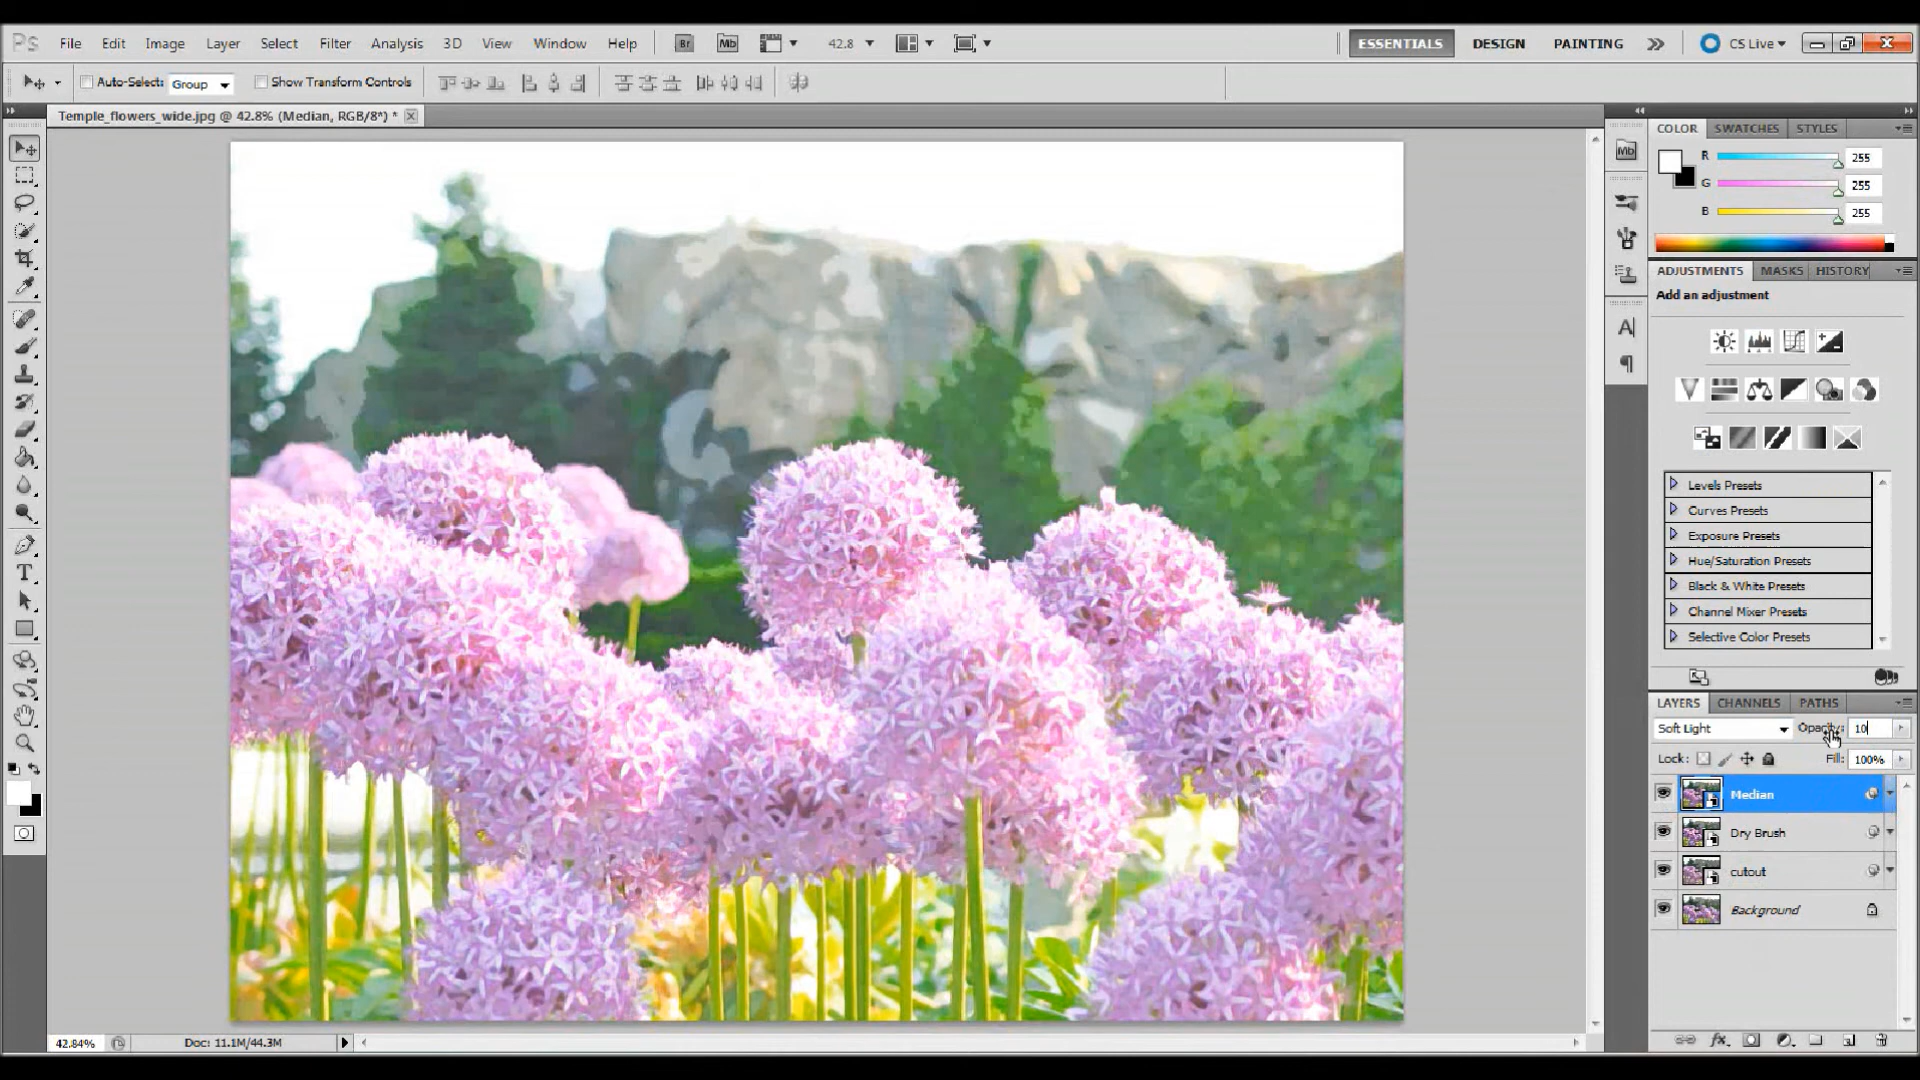 Ps File Edit Image Layer Select Filter Analysis 3D View Window Help Br Mb 42.8 ESSENTIALS DESIGN PAINTING CS Live
Auto-Select: Group Show Transform Controls
Temple_flowers_wide.jpg @ 42.8% (Median, RGB/8*) *
COLOR SWATCHES STYLES
Mb
R 255
G 255
B 255
ADJUSTMENTS MASKS HISTORY
Add an adjustment
Levels Presets
Curves Presets
Exposure Presets
Hue/Saturation Presets
Black & White Presets
Channel Mixer Presets
Selective Color Presets
LAYERS CHANNELS PATHS
Soft Light Opacity: 10
Lock: Fill: 100%
Median
Dry Brush
cutout
Background
42.84% Doc: 11.1M/44.3M
fx